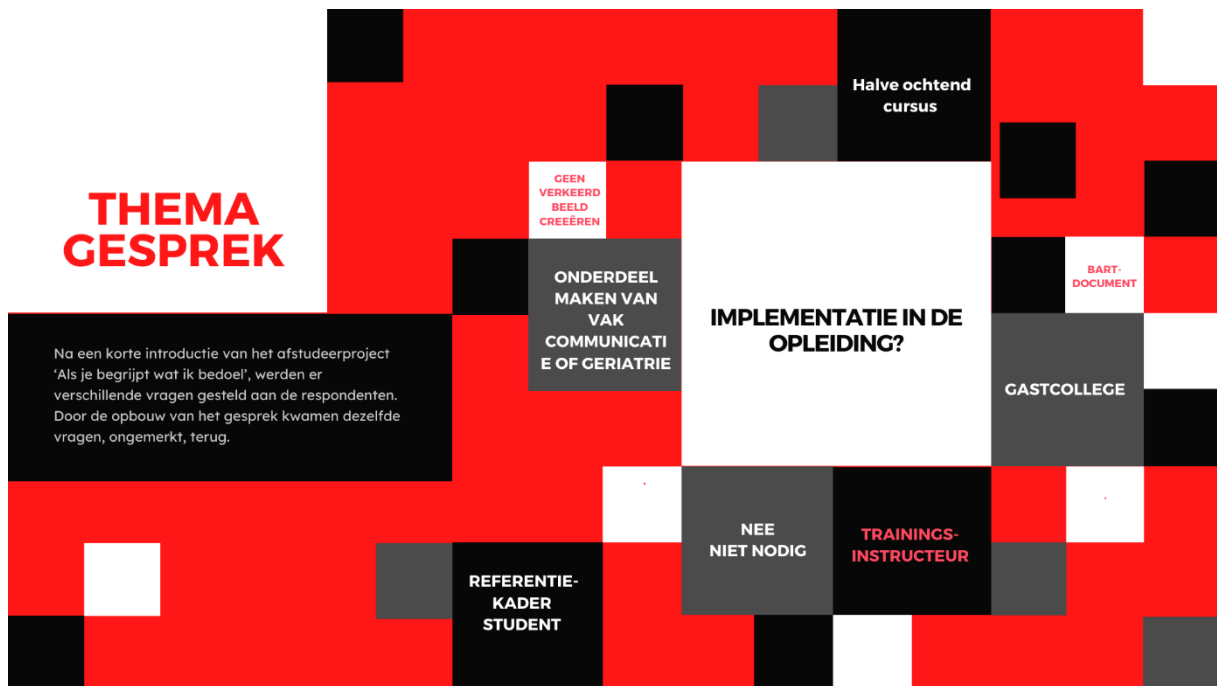 THEMA
GESPREK
Na een korte introductie van het afstudeerproject
‘Als je begrijpt wat ik bedoel’, werden er
verschillende vragen gesteld aan de respondenten.
Door de opbouw van het gesprek kwamen dezelfde
vragen, ongemerkt, terug.
Halve ochtend
cursus
GEEN
VERKEERD
BEELD
CREEËREN
ONDERDEEL
MAKEN VAN
VAK
COMMUNICATI
E OF GERIATRIE
IMPLEMENTATIE IN DE
OPLEIDING?
BART-
DOCUMENT
GASTCOLLEGE
NEE
NIET NODIG
TRAININGS-
INSTRUCTEUR
REFERENTIE-
KADER
STUDENT